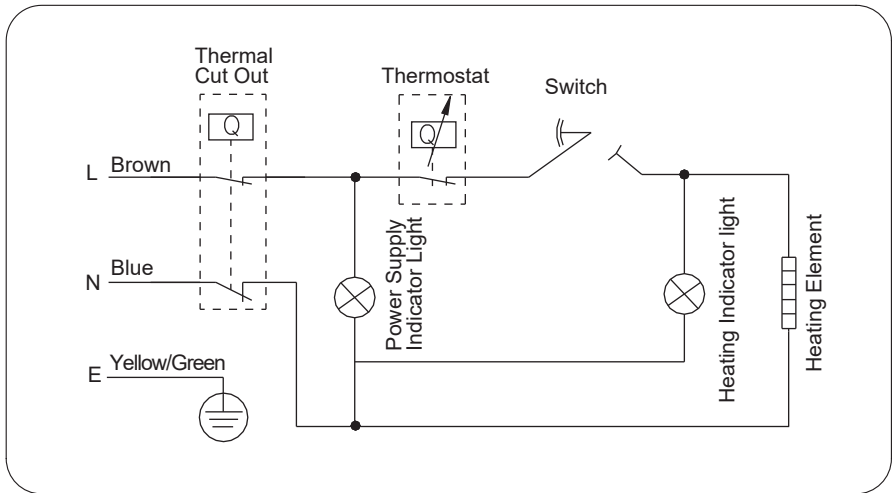 Thermal
Cut Out
Thermostat
Switch
Q
Q
L Brown
N Blue
E Yellow/Green
Power Supply
Indicator Light
Heating Indicator light
Heating Element